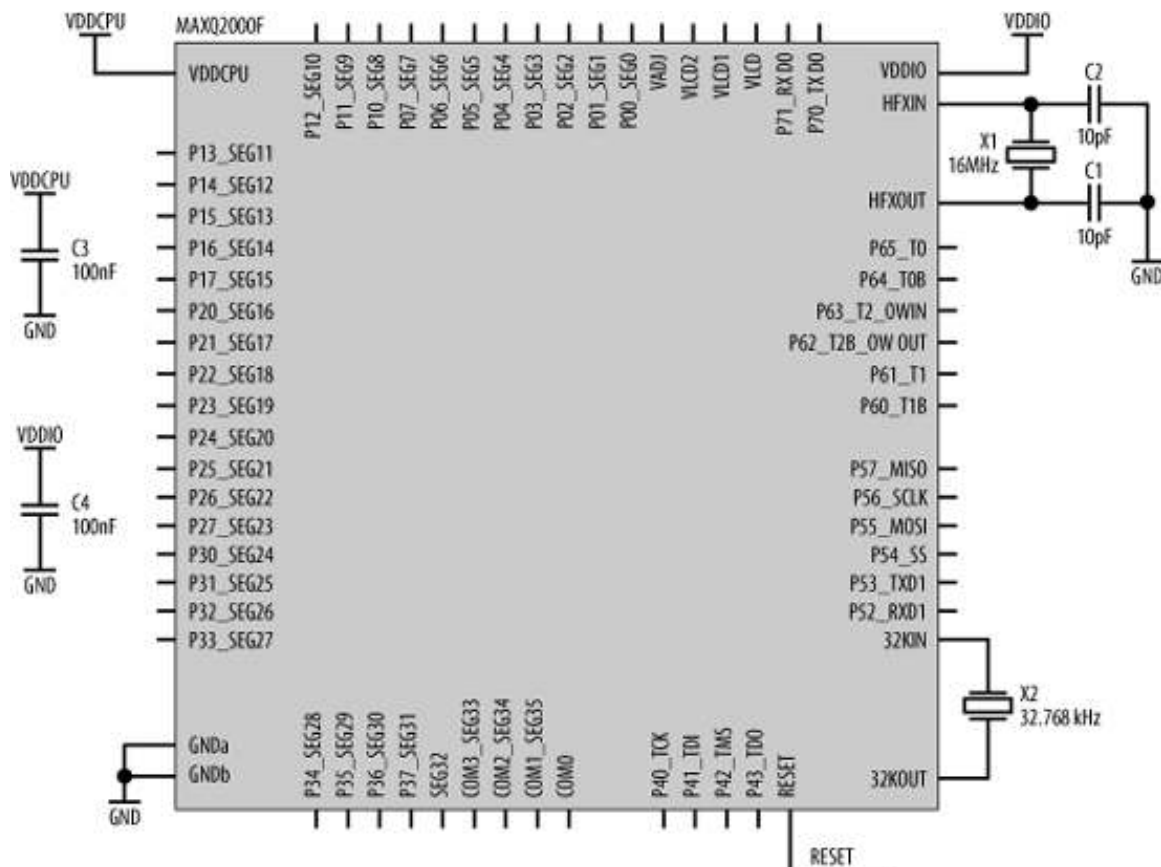 VDDCPU
MAXQ2000F
VDDIO
VDDCPU
P12_SEG10
P11_SEG9
P10_SEG8
P07_SEG7
P06_SEG6
P05_SEG5
P04_SEG4
P03_SEG3
P02_SEG2
P01_SEG1
P00_SEG0
VADJ
VLCD2
VLCD1
VLCD
P71_RX D0
P70_TX D0
VDDIO
HFXIN
HFXOUT
C2
10pF
X1
16MHz
C1
10pF
GND
P13_SEG11
P14_SEG12
P15_SEG13
P16_SEG14
P17_SEG15
P20_SEG16
P21_SEG17
P22_SEG18
P23_SEG19
P24_SEG20
P25_SEG21
P26_SEG22
P27_SEG23
P30_SEG24
P31_SEG25
P32_SEG26
P33_SEG27
VDDCPU
C3
100nF
GND
VDDIO
C4
100nF
GND
P65_T0
P64_T0B
P63_T2_OWIN
P62_T2B_OW OUT
P61_T1
P60_T1B
P57_MISO
P56_SCLK
P55_MOSI
P54_SS
P53_TXD1
P52_RXD1
32KIN
X2
32.768 kHz
32KOUT
GNDa
GNDb
GND
P34_SEG28
P35_SEG29
P36_SEG30
P37_SEG31
SEG32
COM3_SEG33
COM2_SEG34
COM1_SEG35
COM0
P40_TCK
P41_TDI
P42_TMS
P43_TDO
RESET
RESET